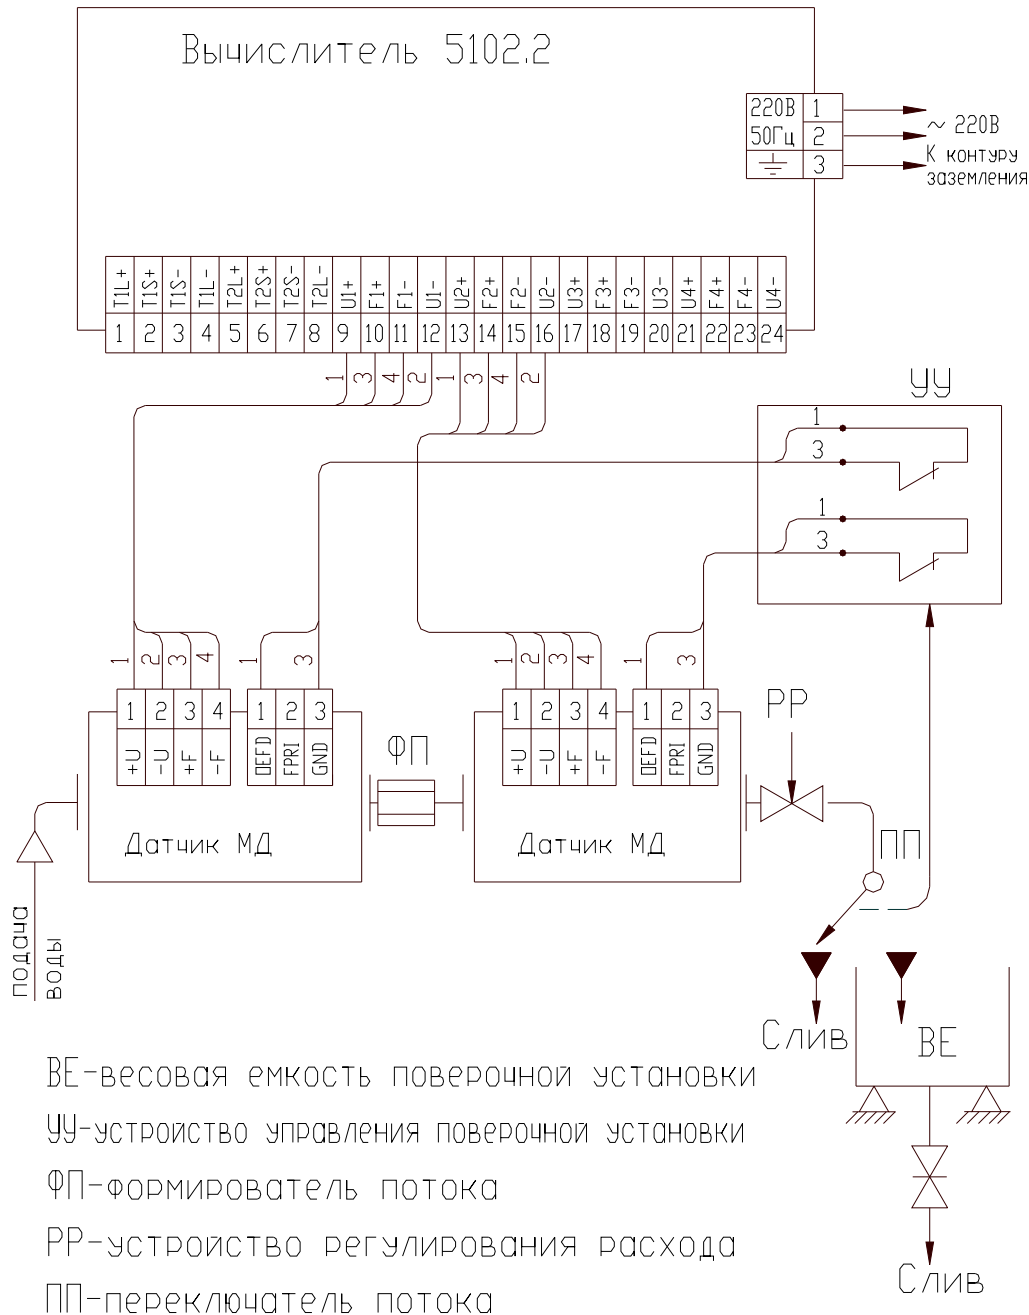 Вычислитель 5102.2
220В 1
50Гц 2
3
~ 220В
К контуру
заземления
T1L+ T1S+ T1S- T1L- T2L+ T2S+ T2S- T2L- U1+ F1+ F1- U1- U2+ F2+ F2- U2- U3+ F3+ F3- U3- U4+ F4+ F4- U4-
1 2 3 4 5 6 7 8 9 10 11 12 13 14 15 16 17 18 19 20 21 22 23 24
1 3 4 2 1 3 4 2
УУ
1
3
1
3
1 2 3 4 1 3 1 2 3 4 1 3
1 2 3 4 1 2 3 1 2 3 4 1 2 3
+U -U +F -F DEFD FPRI GND +U -U +F -F DEFD FPRI GND
РР
ФП
Датчик МД
Датчик МД
ПП
подача
воды
Слив
ВЕ
ВЕ-весовая емкость поверочной установки
УУ-устройство управления поверочной установки
ФП-формирователь потока
РР-устройство регулирования расхода
Слив
ПП-переключатель потока